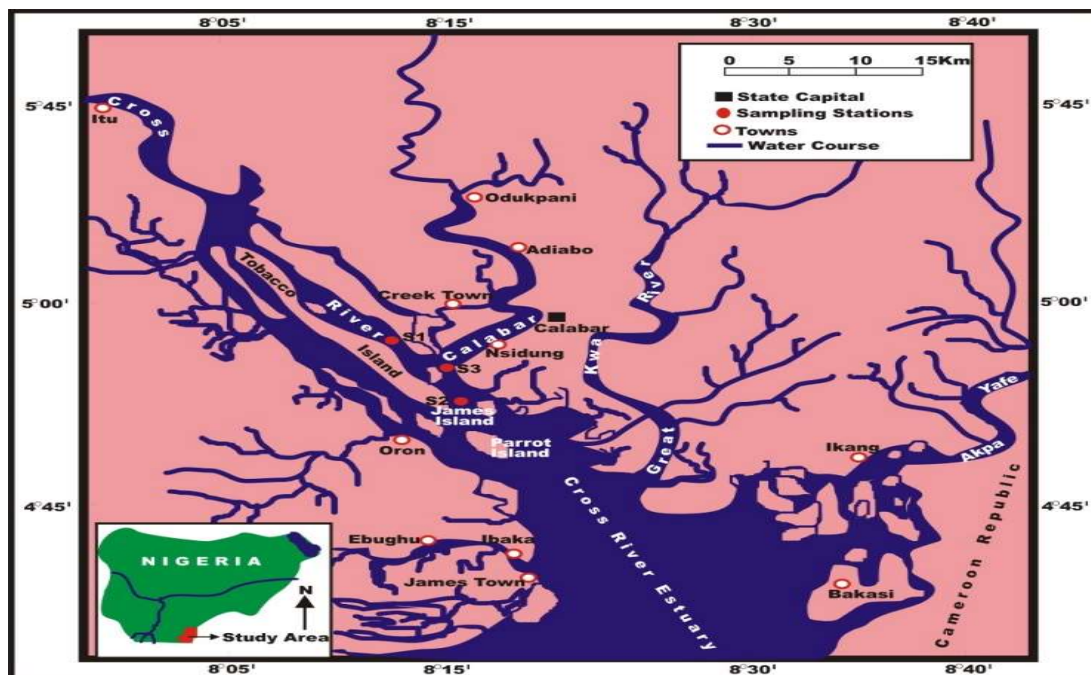 8°05'
8°15'
8°30'
8°40'
0 5 10 15Km
State Capital
Sampling Stations
Towns
Water Course
5°45'
5°45'
Cross
Itu
Odukpani
Adiabo
Tobacco
River
Creek Town
River
5°00'
5°00'
Calabar
Calabar
S1
Nsidung
Kwa
Island
S3
Yafe
S2
James
Island
Oron
Parrot
Island
Great
Ikang
Akpa
4°45'
4°45'
Cross River Estuary
Cameroon Republic
Ebughu
Ibaka
NIGERIA
N
James Town
Bakasi
Study Area
8°05'
8°15'
8°30'
8°40'